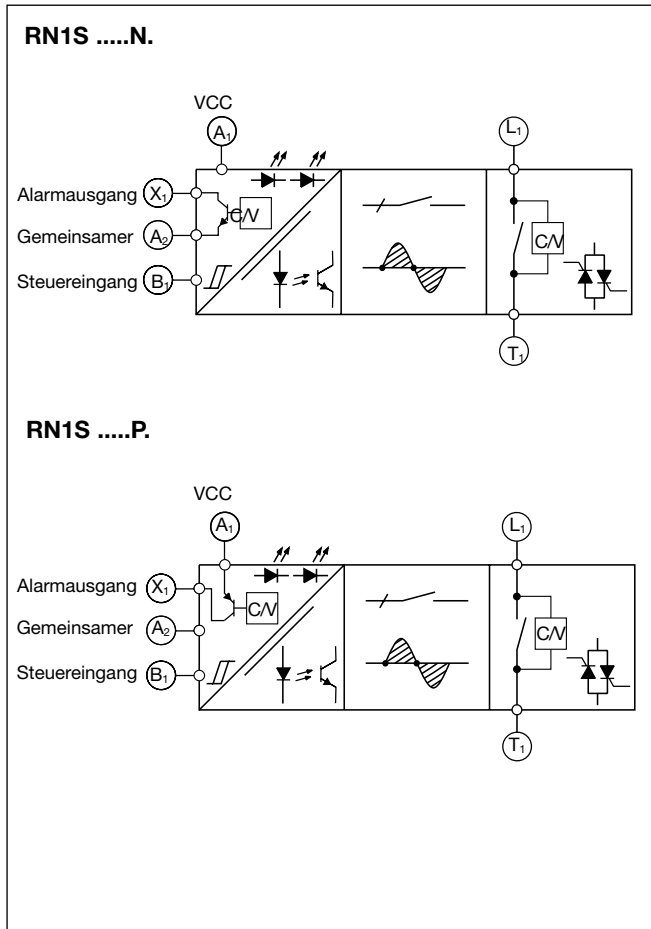 RN1S .....N.
VCC
A1
L1
Alarmausgang X1
C/V
Gemeinsamer A2
C/V
Steuereingang B1
T1
RN1S .....P.
VCC
A1
L1
Alarmausgang X1
C/V
Gemeinsamer A2
C/V
Steuereingang B1
T1